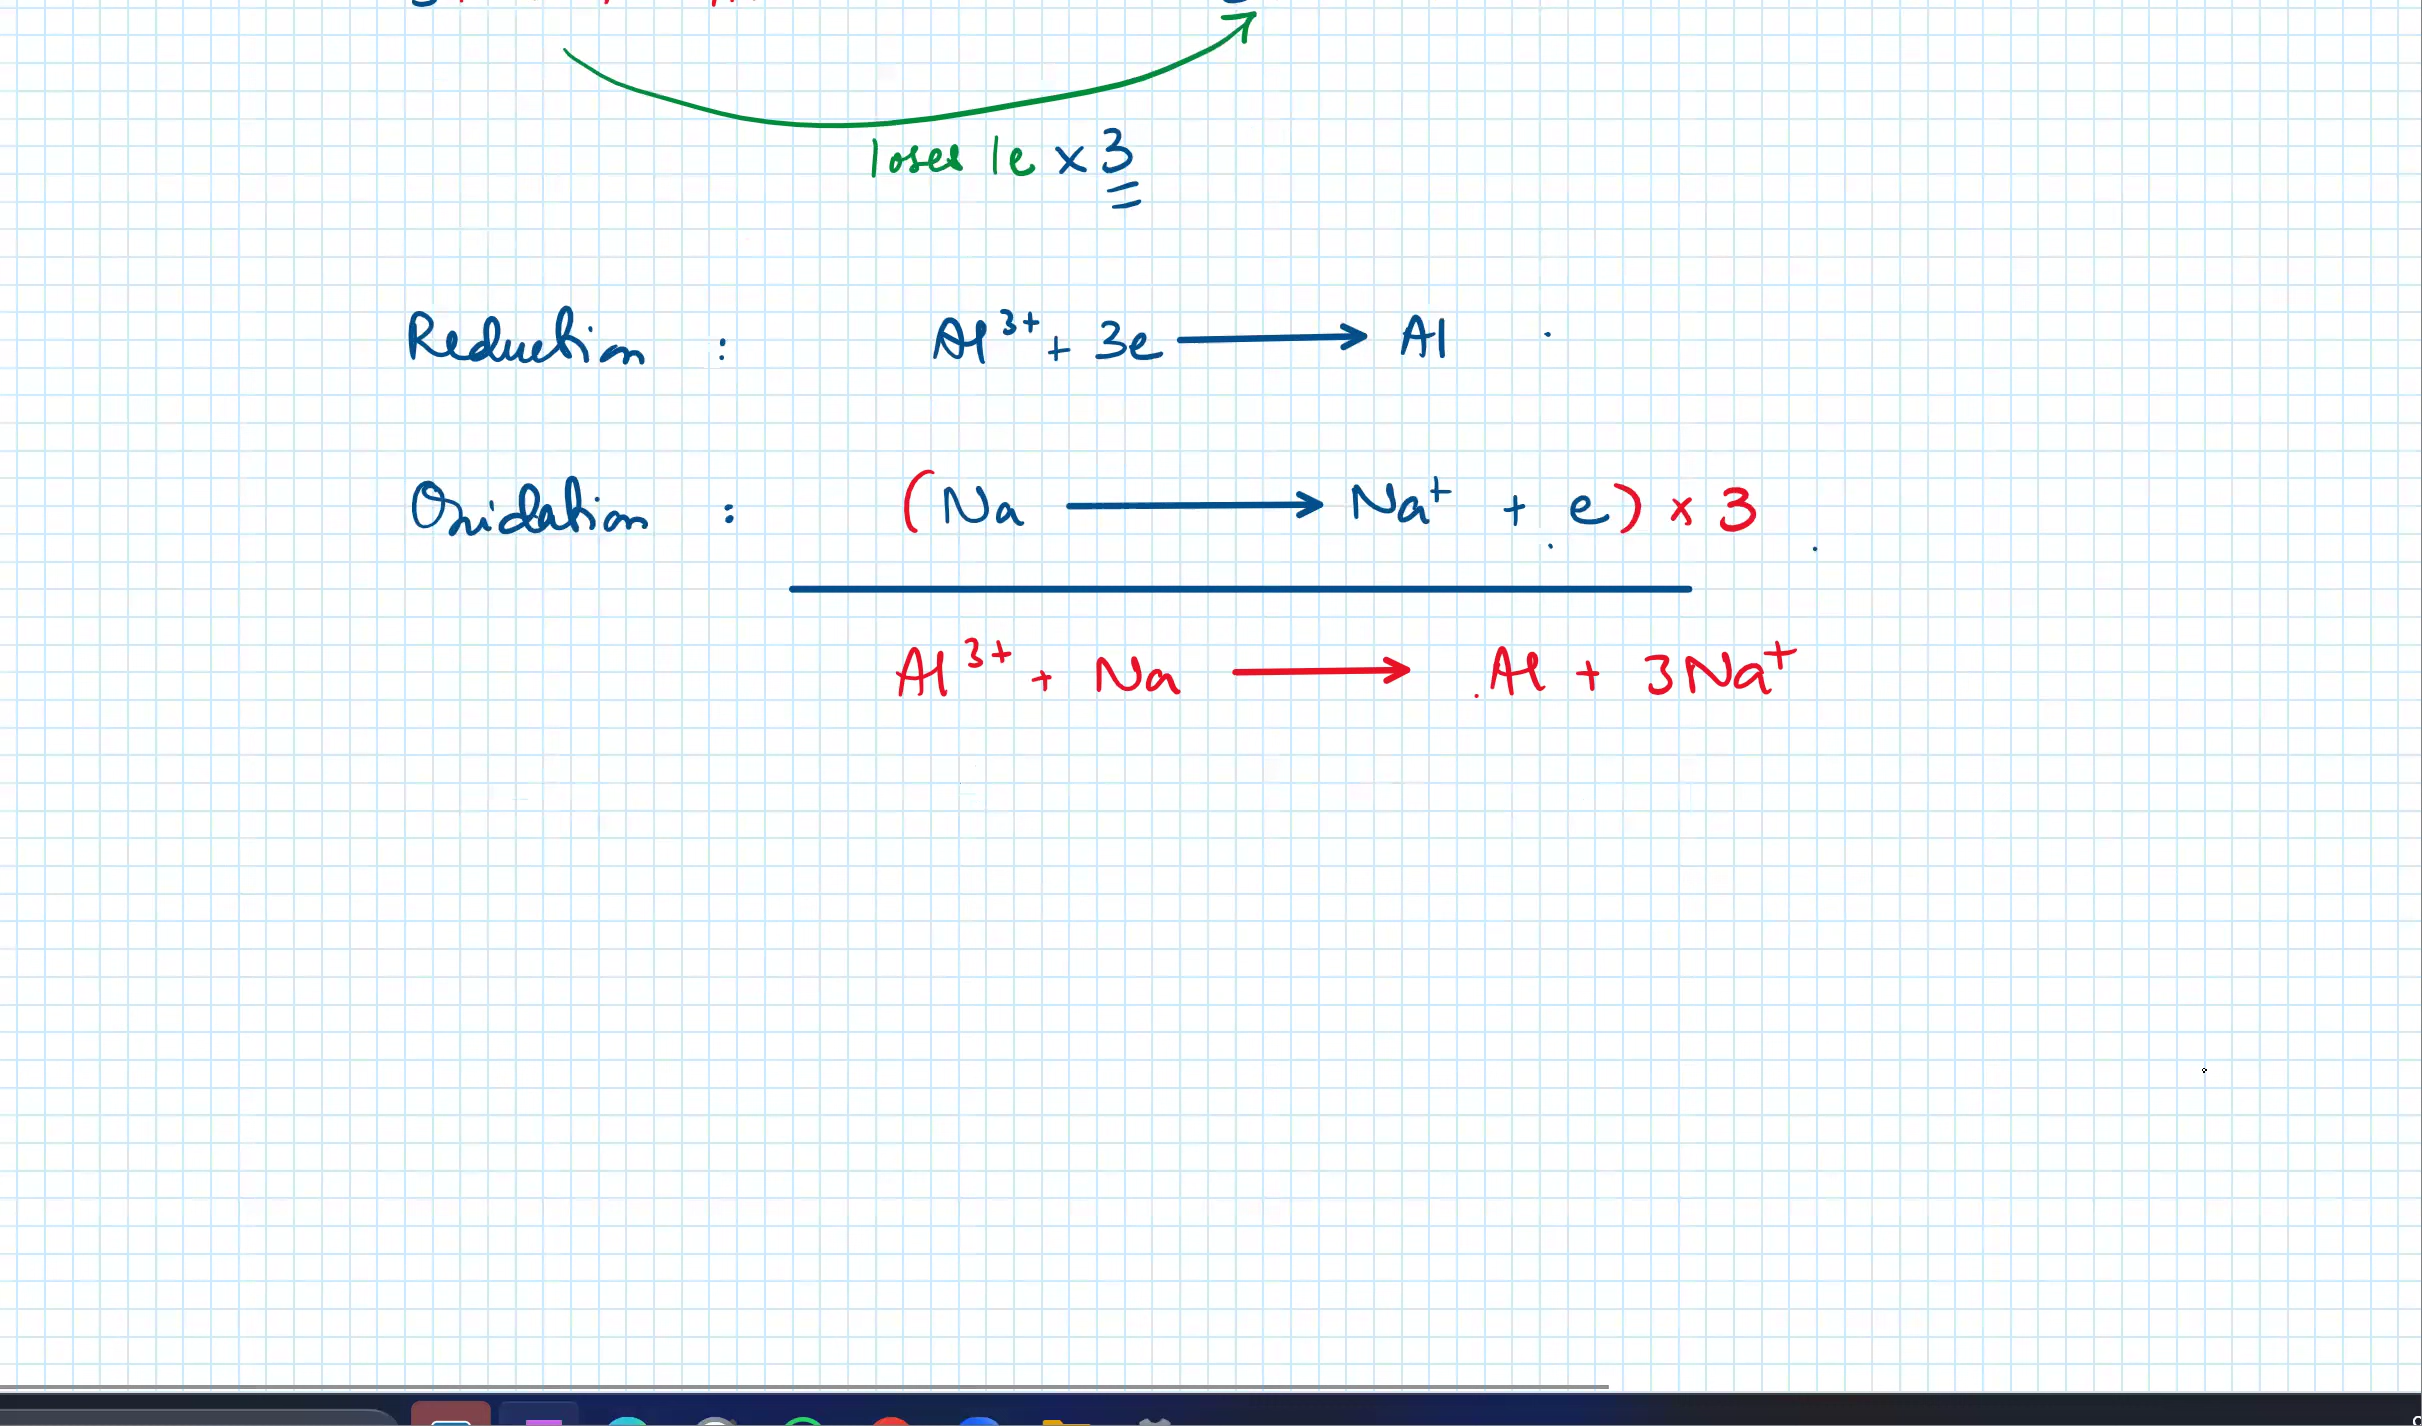 loses 1e × 3
Reduction : Al³⁺ + 3e ⟶ Al
Oxidation : (Na ⟶ Na⁺ + e) × 3
Al³⁺ + Na ⟶ Al + 3Na⁺